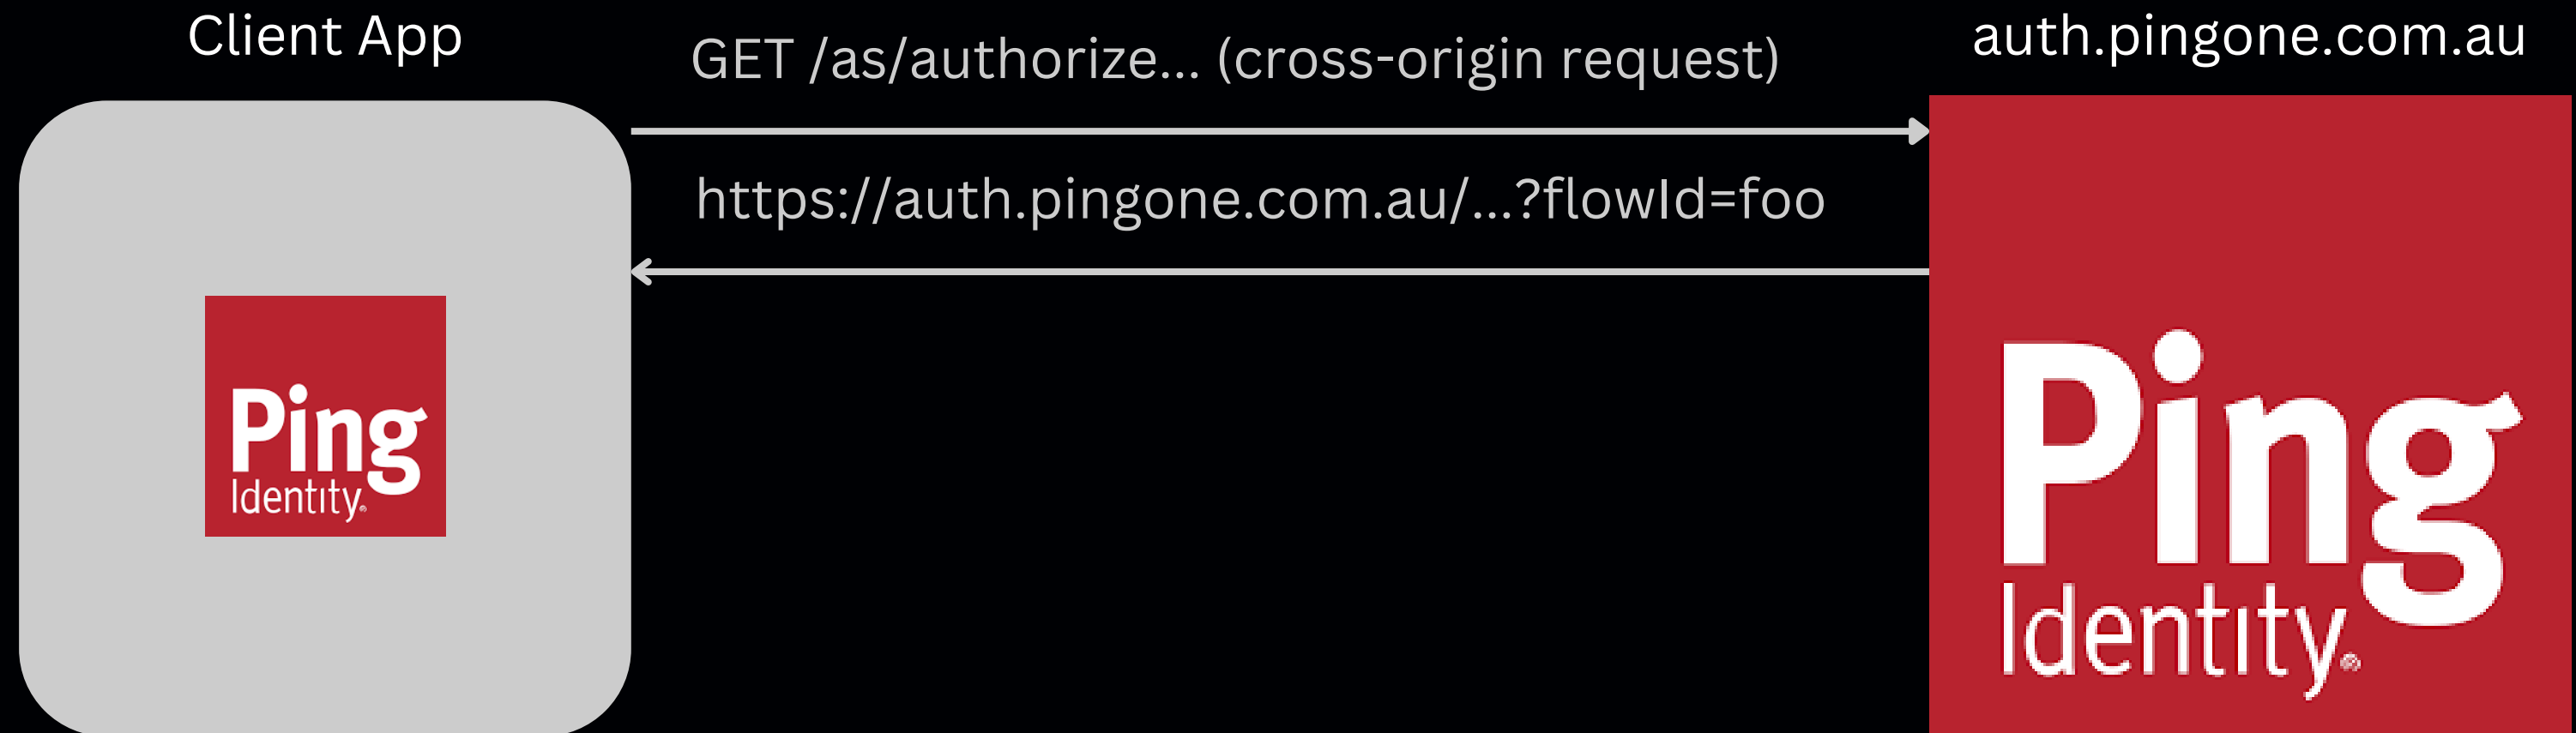 Client App
GET /as/authorize... (cross-origin request)
auth.pingone.com.au
https://auth.pingone.com.au/...?flowId=foo
Ping
Identity®
Ping
Identity®